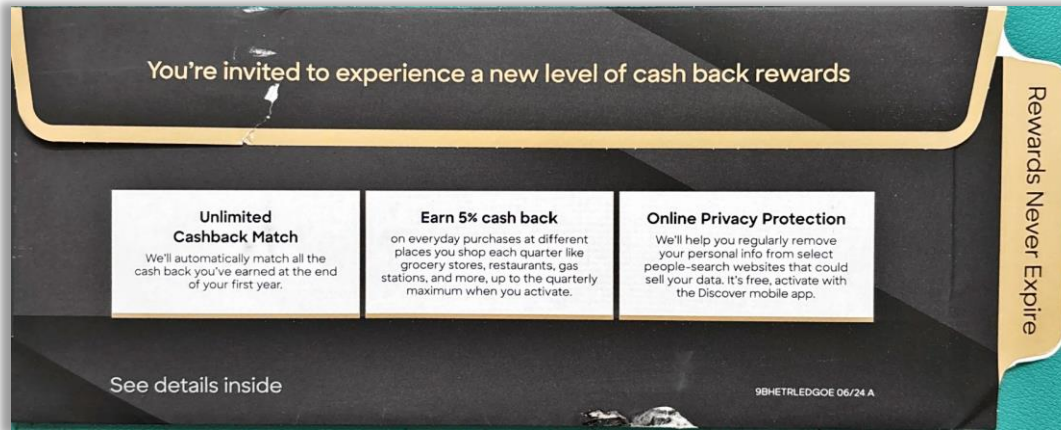 You're invited to experience a new level of cash back rewards
Unlimited
Cashback Match
We'll automatically match all the
cash back you've earned at the end
of your first year.
Earn 5% cash back
on everyday purchases at different
places you shop each quarter like
grocery stores, restaurants, gas
stations, and more, up to the quarterly
maximum when you activate.
Online Privacy Protection
We'll help you regularly remove
your personal info from select
people-search websites that could
sell your data. It's free, activate with
the Discover mobile app.
See details inside
9BHETRLEDGOE 06/24 A
Rewards Never Expire